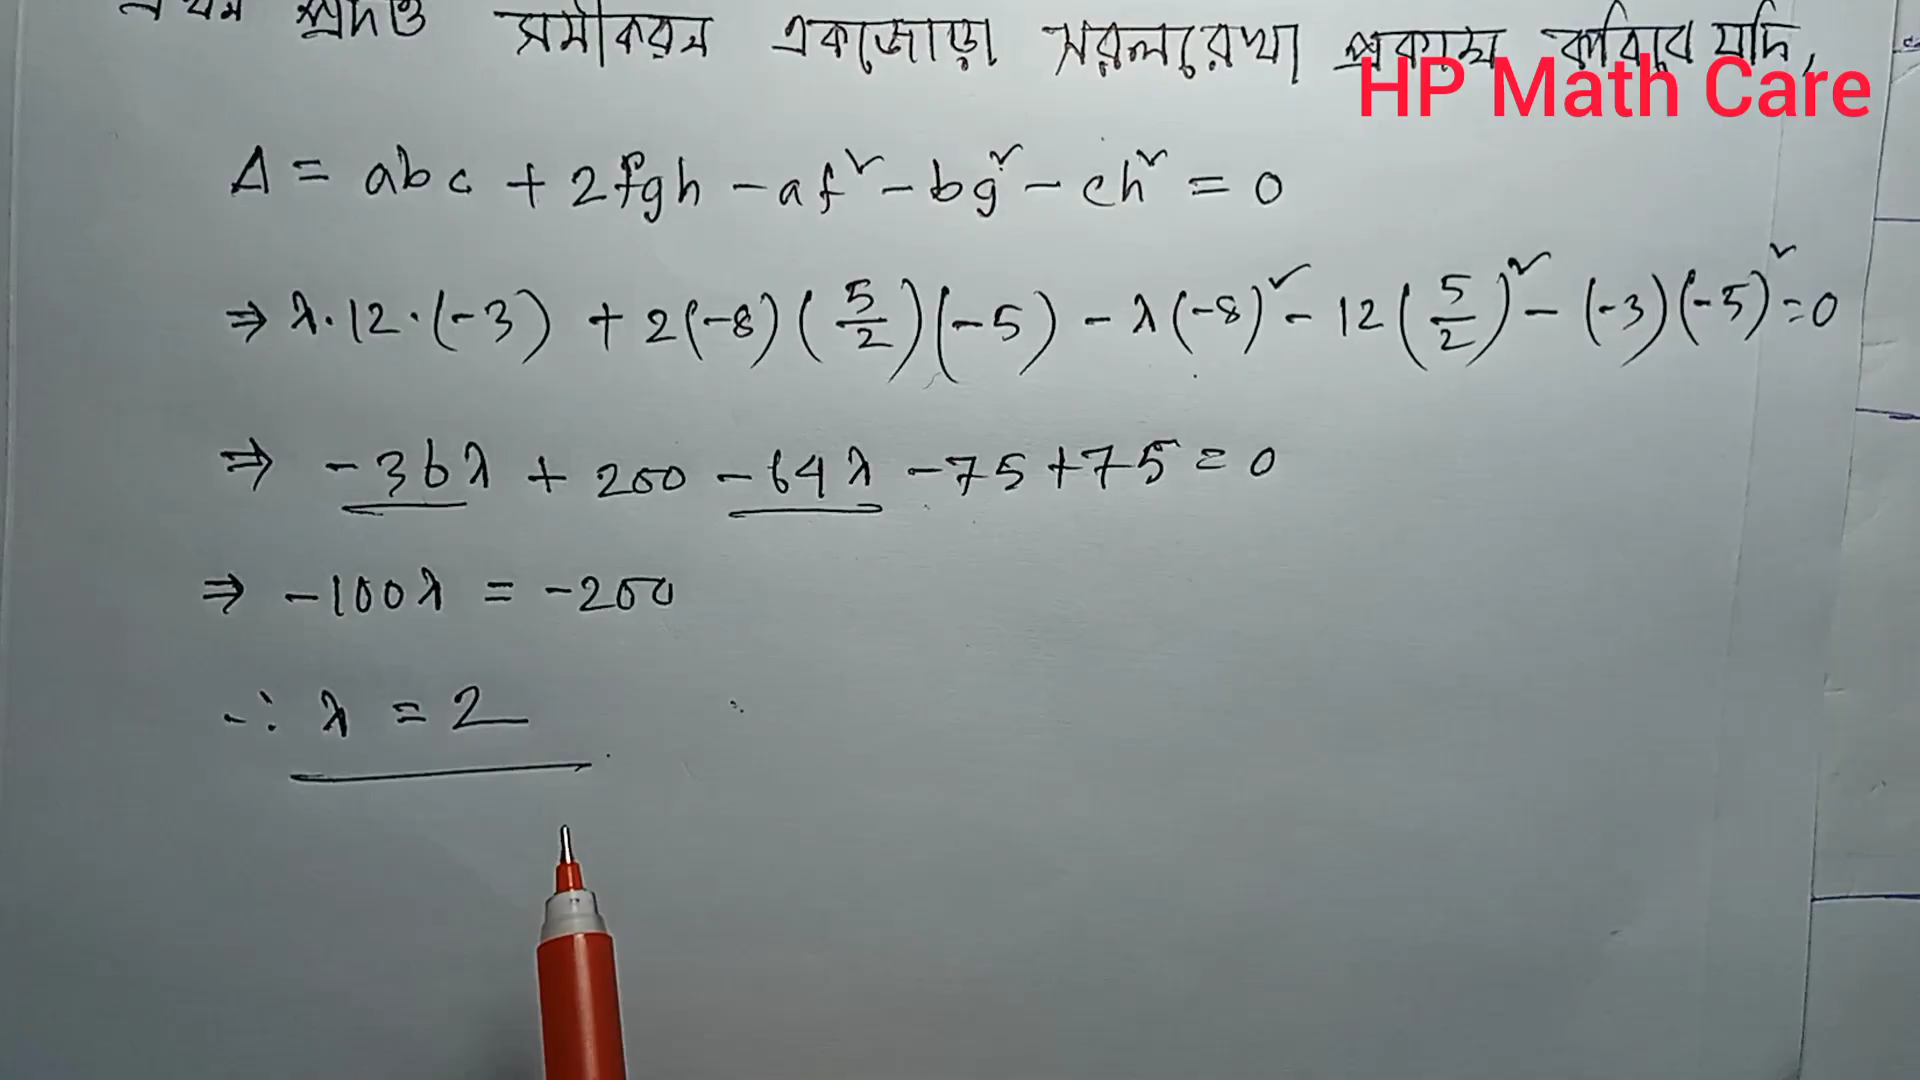 এখন প্রদত্ত সমীকরন একজোড়া সরলরেখা প্রকাশ করিবে যদি,
HP Math Care
Δ = abc + 2fgh - af² - bg² - ch² = 0
⇒ λ·12·(-3) + 2(-8)(5/2)(-5) - λ(-8)² - 12(5/2)² - (-3)(-5)² = 0
⇒ -36λ + 200 - 64λ - 75 + 75 = 0
⇒ -100λ = -200
∴ λ = 2